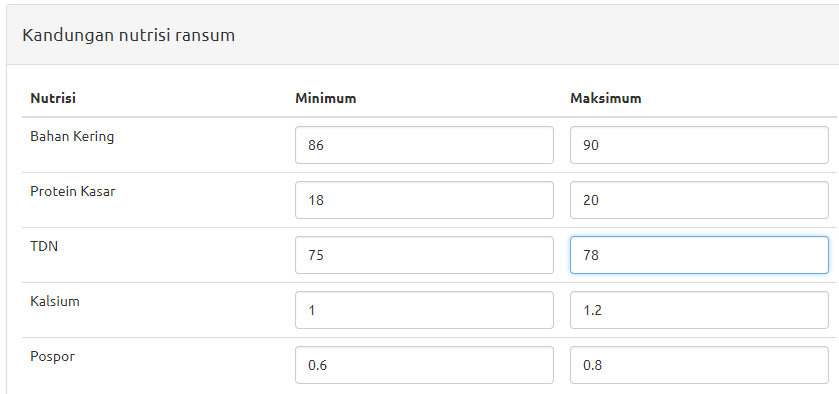 Kandungan nutrisi ransum
Nutrisi Minimum Maksimum
Bahan Kering 86 90
Protein Kasar 18 20
TDN 75 78
Kalsium 1 1.2
Pospor 0.6 0.8